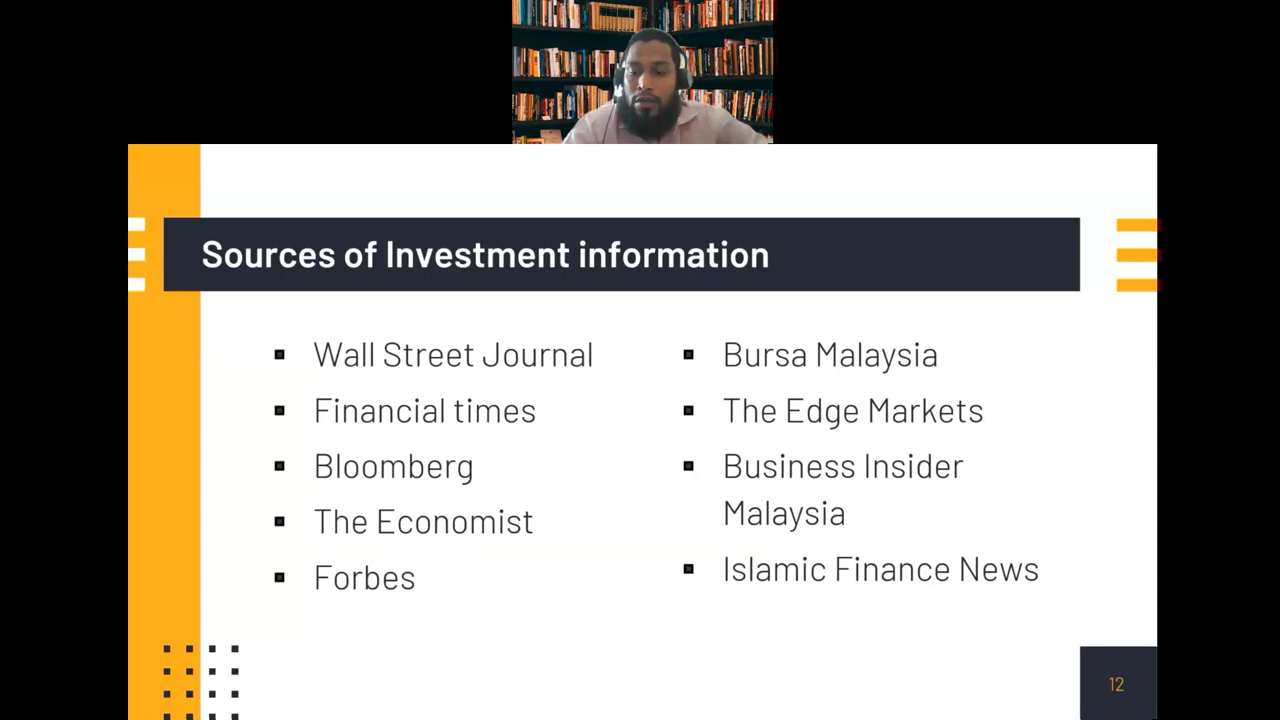 Sources of Investment information
Wall Street Journal
Financial times
Bloomberg
The Economist
Forbes
Bursa Malaysia
The Edge Markets
Business Insider
Malaysia
Islamic Finance News
12